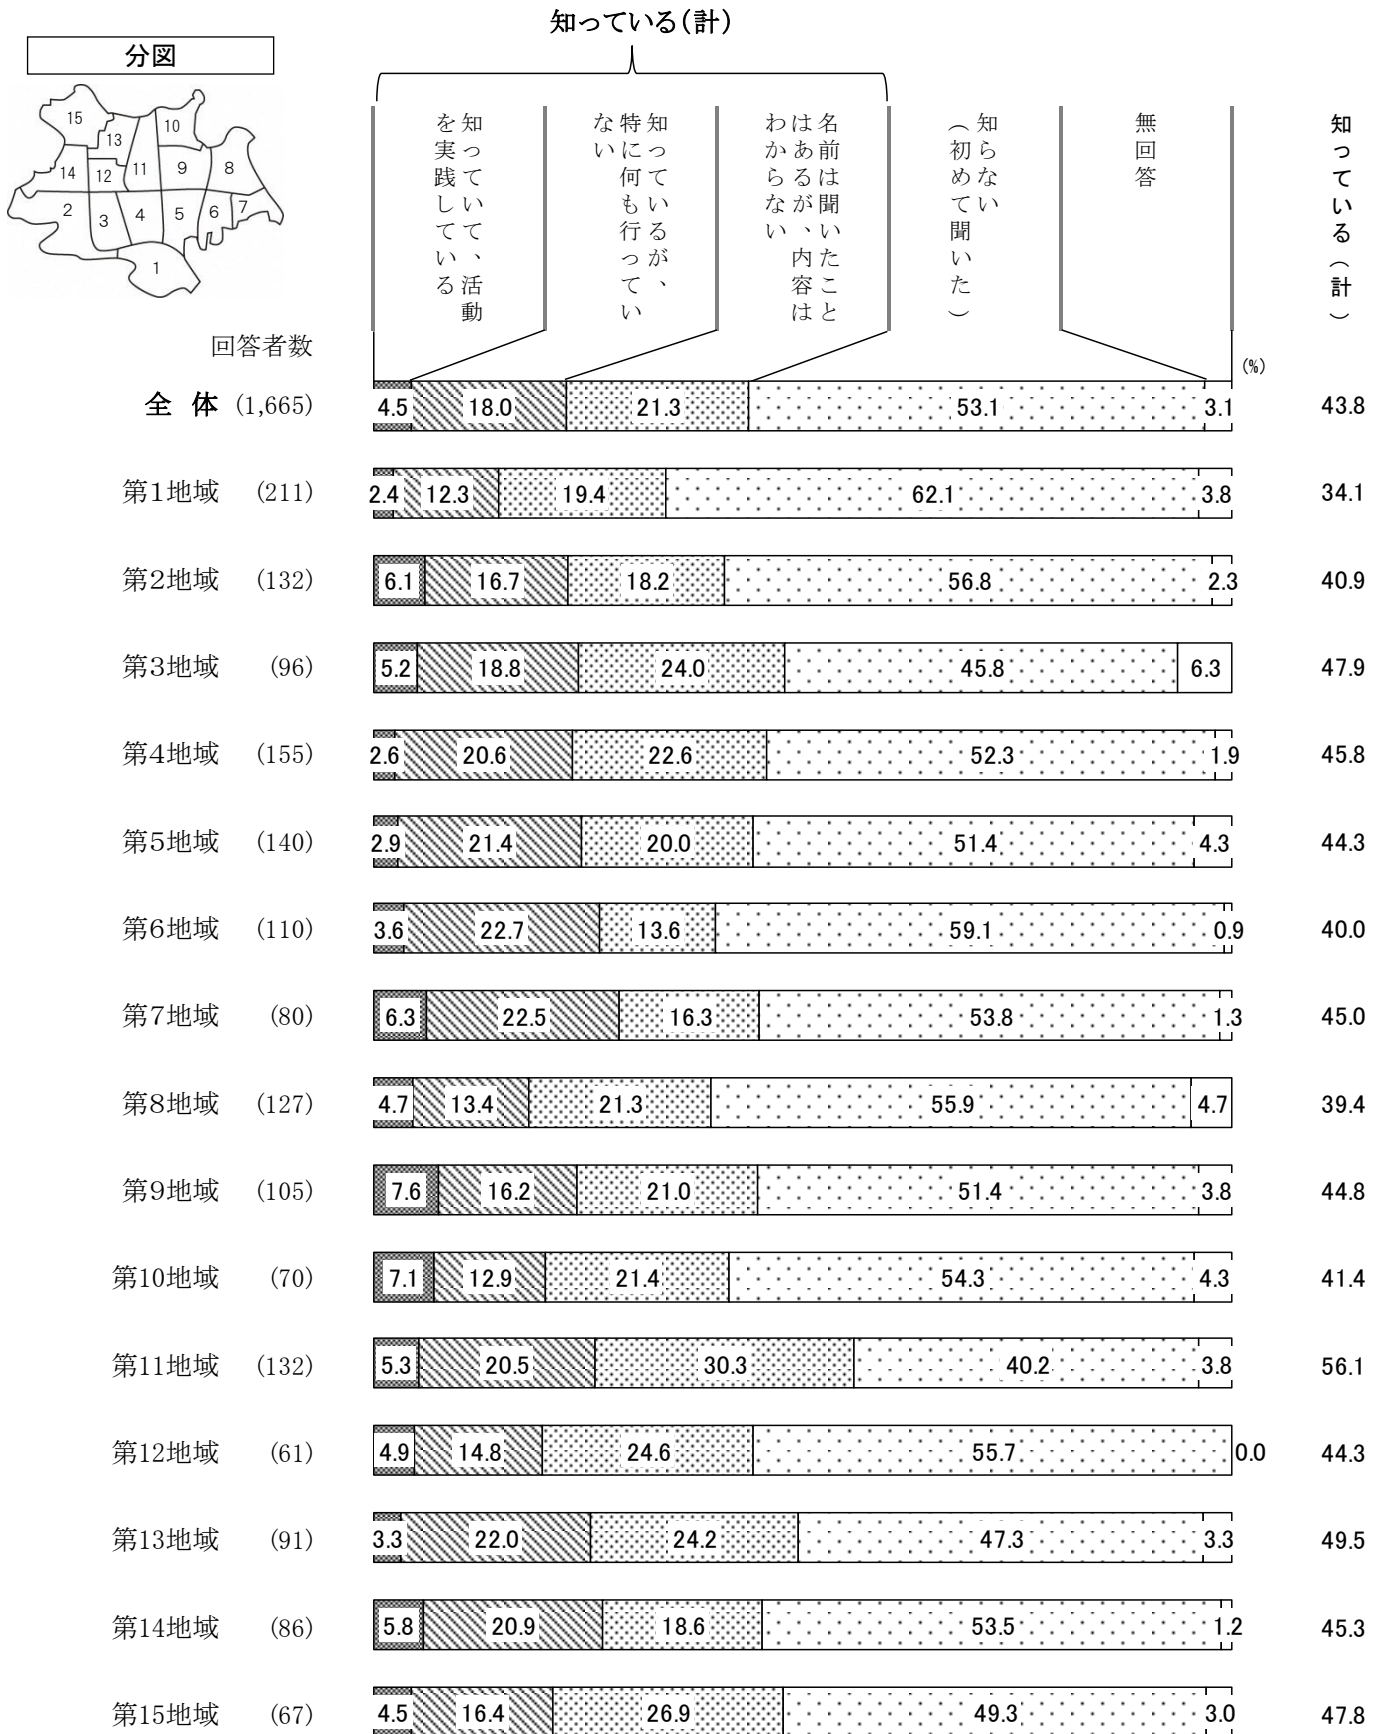 知っている(計)
分図
15
10
13
11
9
8
14
12
2
3
4
5
6
7
1
知っていて、活動
を実践している
知っているが、
特に何も行ってい
ない
名前は聞いたこと
はあるが、内容は
わからない
知らない
(初めて聞いた)
無回答
知っている(計)
回答者数
(%)
全 体 (1,665) 4.5 18.0 21.3 53.1 3.1 43.8
第1地域 (211) 2.4 12.3 19.4 62.1 3.8 34.1
第2地域 (132) 6.1 16.7 18.2 56.8 2.3 40.9
第3地域 (96) 5.2 18.8 24.0 45.8 6.3 47.9
第4地域 (155) 2.6 20.6 22.6 52.3 1.9 45.8
第5地域 (140) 2.9 21.4 20.0 51.4 4.3 44.3
第6地域 (110) 3.6 22.7 13.6 59.1 0.9 40.0
第7地域 (80) 6.3 22.5 16.3 53.8 1.3 45.0
第8地域 (127) 4.7 13.4 21.3 55.9 4.7 39.4
第9地域 (105) 7.6 16.2 21.0 51.4 3.8 44.8
第10地域 (70) 7.1 12.9 21.4 54.3 4.3 41.4
第11地域 (132) 5.3 20.5 30.3 40.2 3.8 56.1
第12地域 (61) 4.9 14.8 24.6 55.7 0.0 44.3
第13地域 (91) 3.3 22.0 24.2 47.3 3.3 49.5
第14地域 (86) 5.8 20.9 18.6 53.5 1.2 45.3
第15地域 (67) 4.5 16.4 26.9 49.3 3.0 47.8